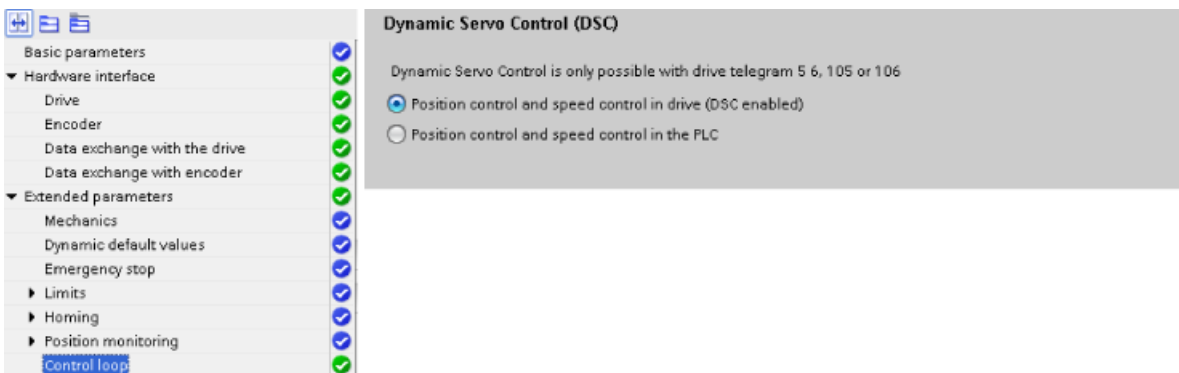 Basic parameters
Hardware interface
Drive
Encoder
Data exchange with the drive
Data exchange with encoder
Extended parameters
Mechanics
Dynamic default values
Emergency stop
Limits
Homing
Position monitoring
Control loop
Dynamic Servo Control (DSC)
Dynamic Servo Control is only possible with drive telegram 5 6, 105 or 106
Position control and speed control in drive (DSC enabled)
Position control and speed control in the PLC